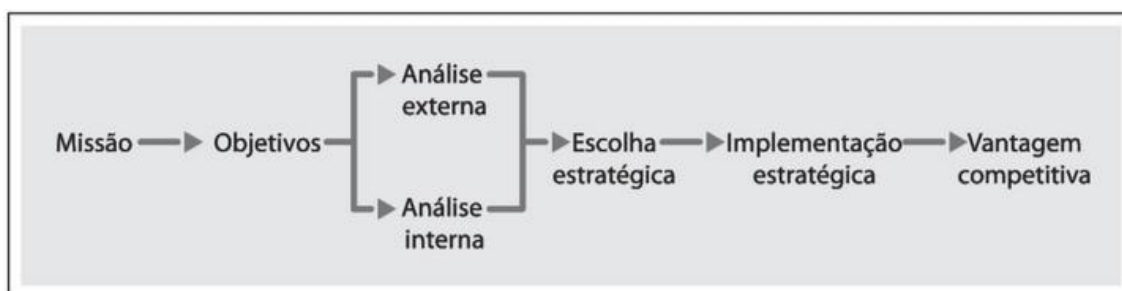 Missão
Objetivos
Análise
externa
Análise
interna
Escolha
estratégica
Implementação
estratégica
Vantagem
competitiva